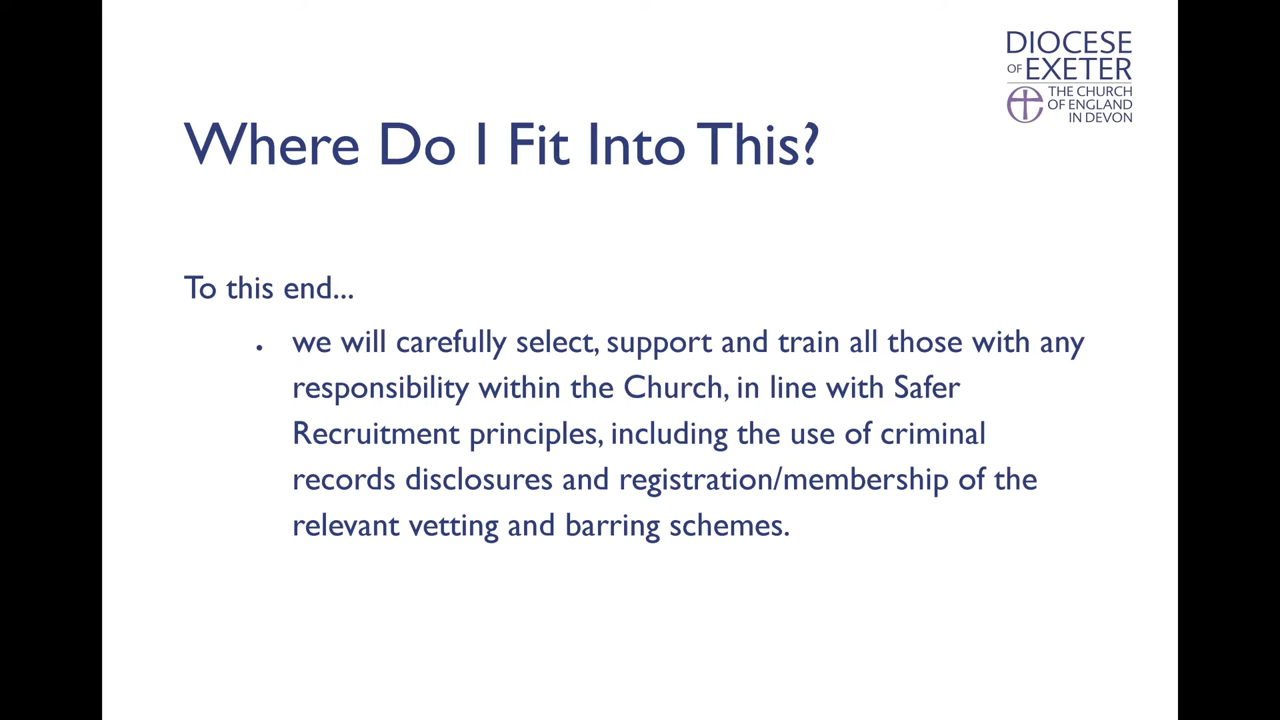 DIOCESE
OF EXETER
THE CHURCH
OF ENGLAND
IN DEVON
Where Do I Fit Into This?
To this end...
• we will carefully select, support and train all those with any
responsibility within the Church, in line with Safer
Recruitment principles, including the use of criminal
records disclosures and registration/membership of the
relevant vetting and barring schemes.